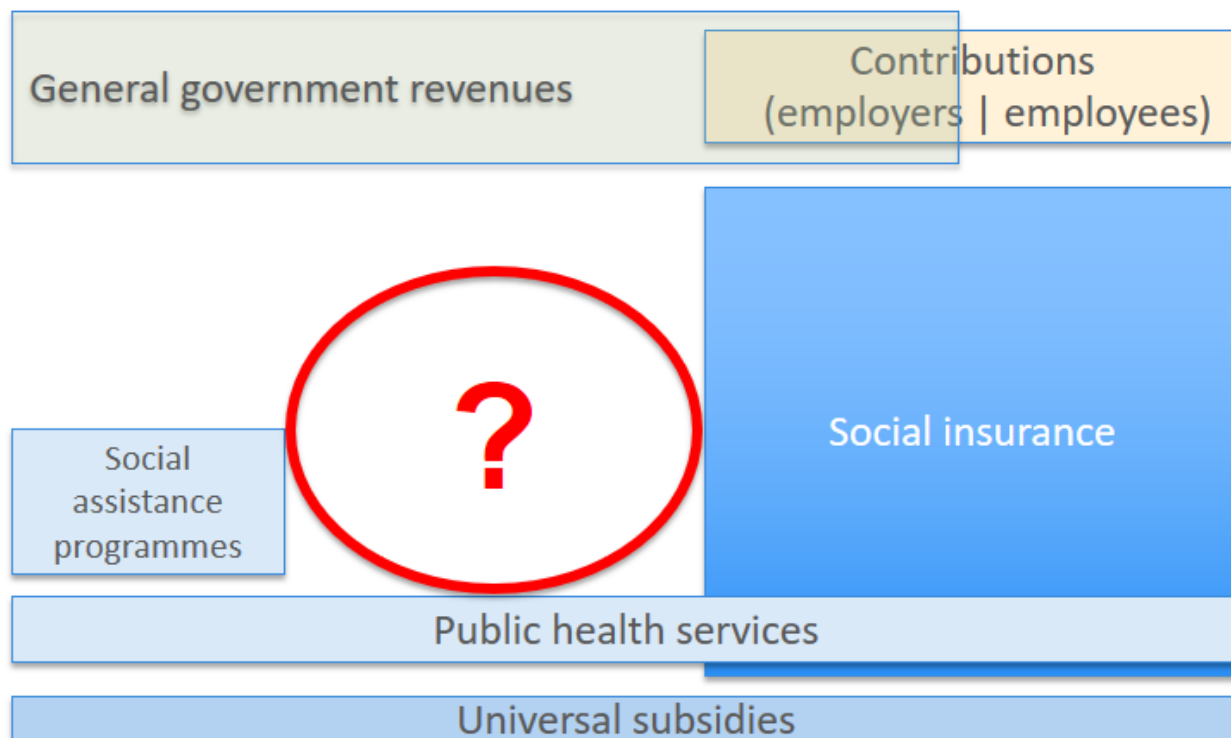 General government revenues
Contributions
(employers | employees)
?
Social insurance
Social
assistance
programmes
Public health services
Universal subsidies